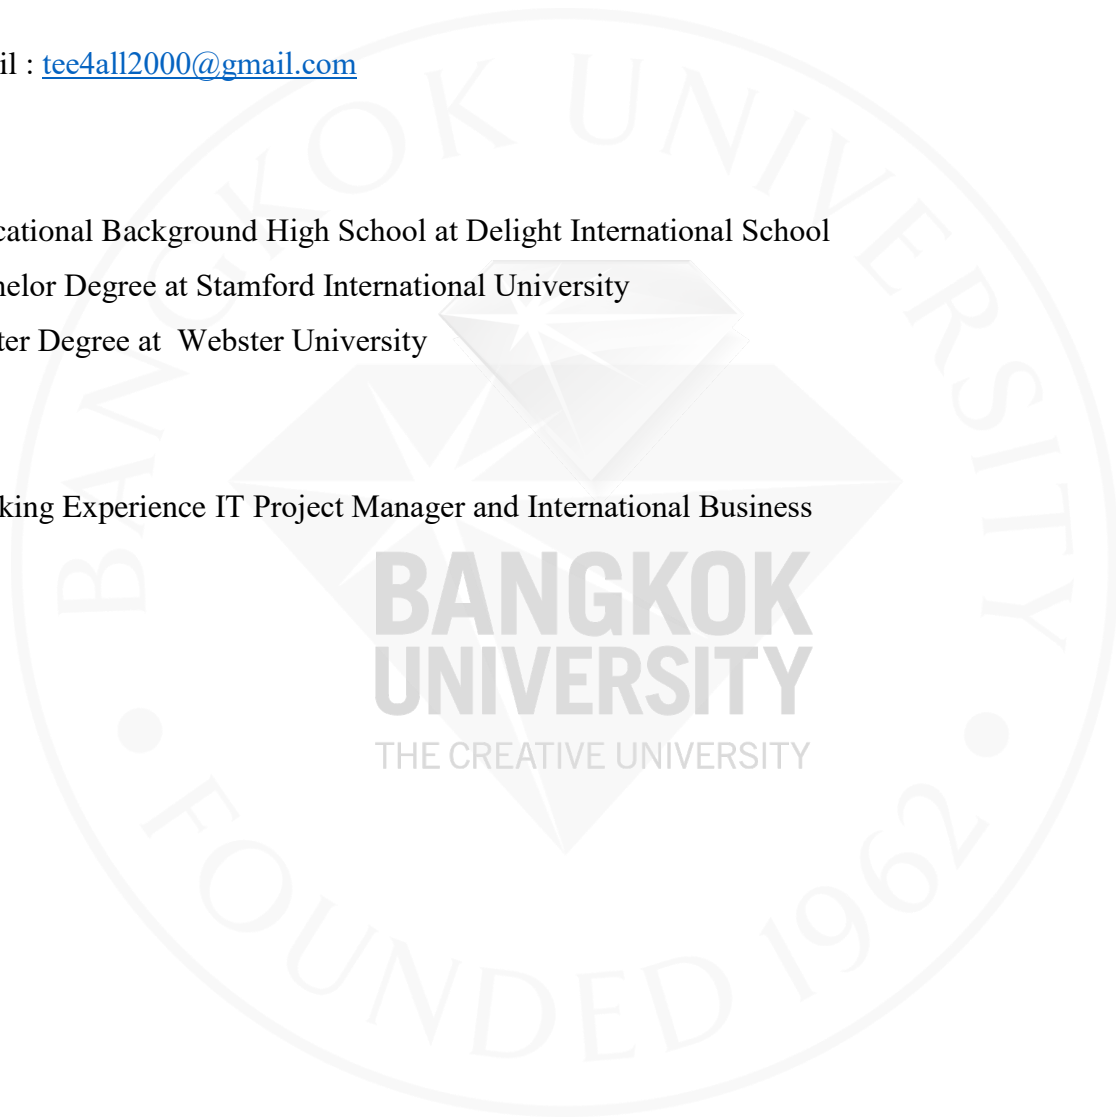 il : tee4all2000@gmail.com
cational Background High School at Delight International School
helor Degree at Stamford International University
ter Degree at Webster University
king Experience IT Project Manager and International Business
BANGKOK UNIVERSITY
BANGKOK
UNIVERSITY
THE CREATIVE UNIVERSITY
FOUNDED 1962